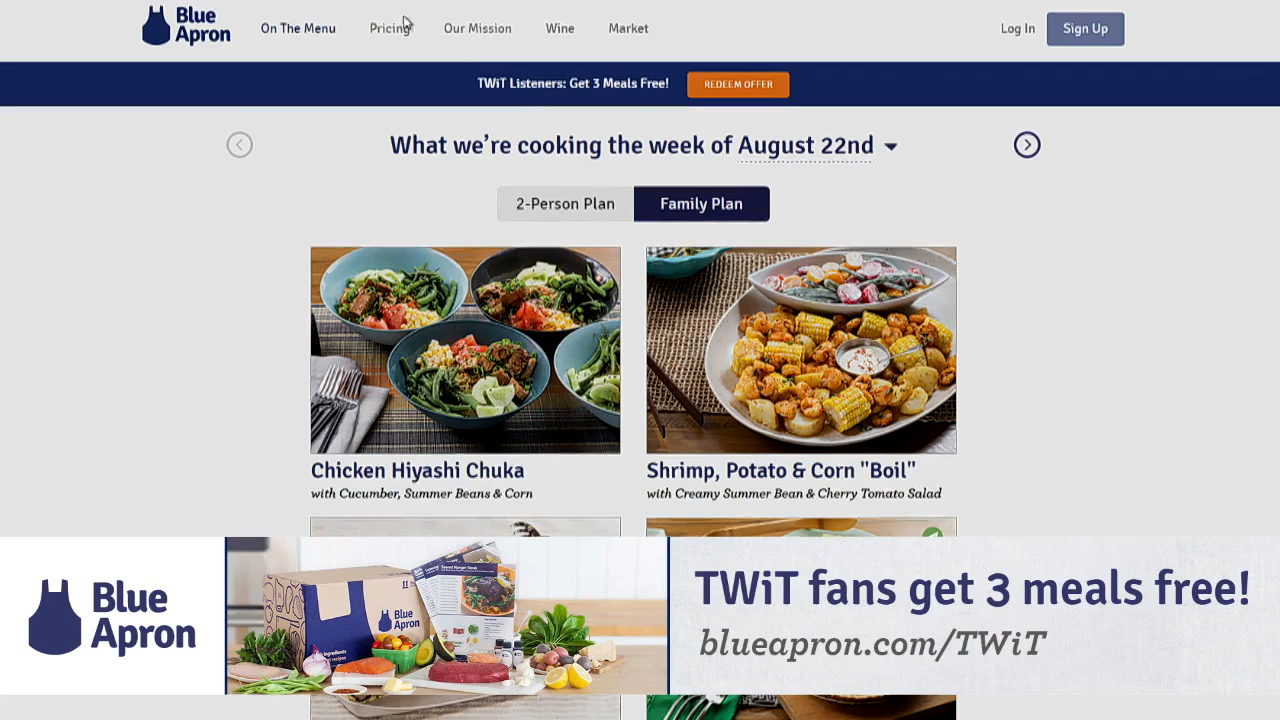 Blue
Apron
On The Menu
Pricing
Our Mission
Wine
Market
Log In
Sign Up
TWiT Listeners: Get 3 Meals Free!
REDEEM OFFER
What we're cooking the week of August 22nd
2-Person Plan
Family Plan
Chicken Hiyashi Chuka
with Cucumber, Summer Beans & Corn
Shrimp, Potato & Corn "Boil"
with Creamy Summer Bean & Cherry Tomato Salad
Blue
Apron
Blue
Apron
TWiT fans get 3 meals free!
blueapron.com/TWiT